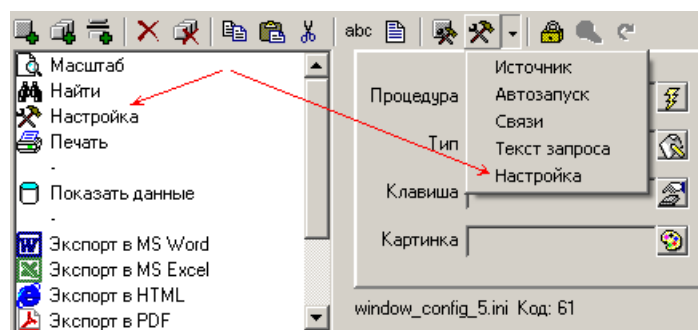 abc
Масштаб
Найти
Настройка
Печать
-
Показать данные
-
Экспорт в MS Word
Экспорт в MS Excel
Экспорт в HTML
Экспорт в PDF
Источник
Автозапуск
Связи
Текст запроса
Настройка
Процедура
Тип
Клавиша
Картинка
window_config_5.ini Код: 61